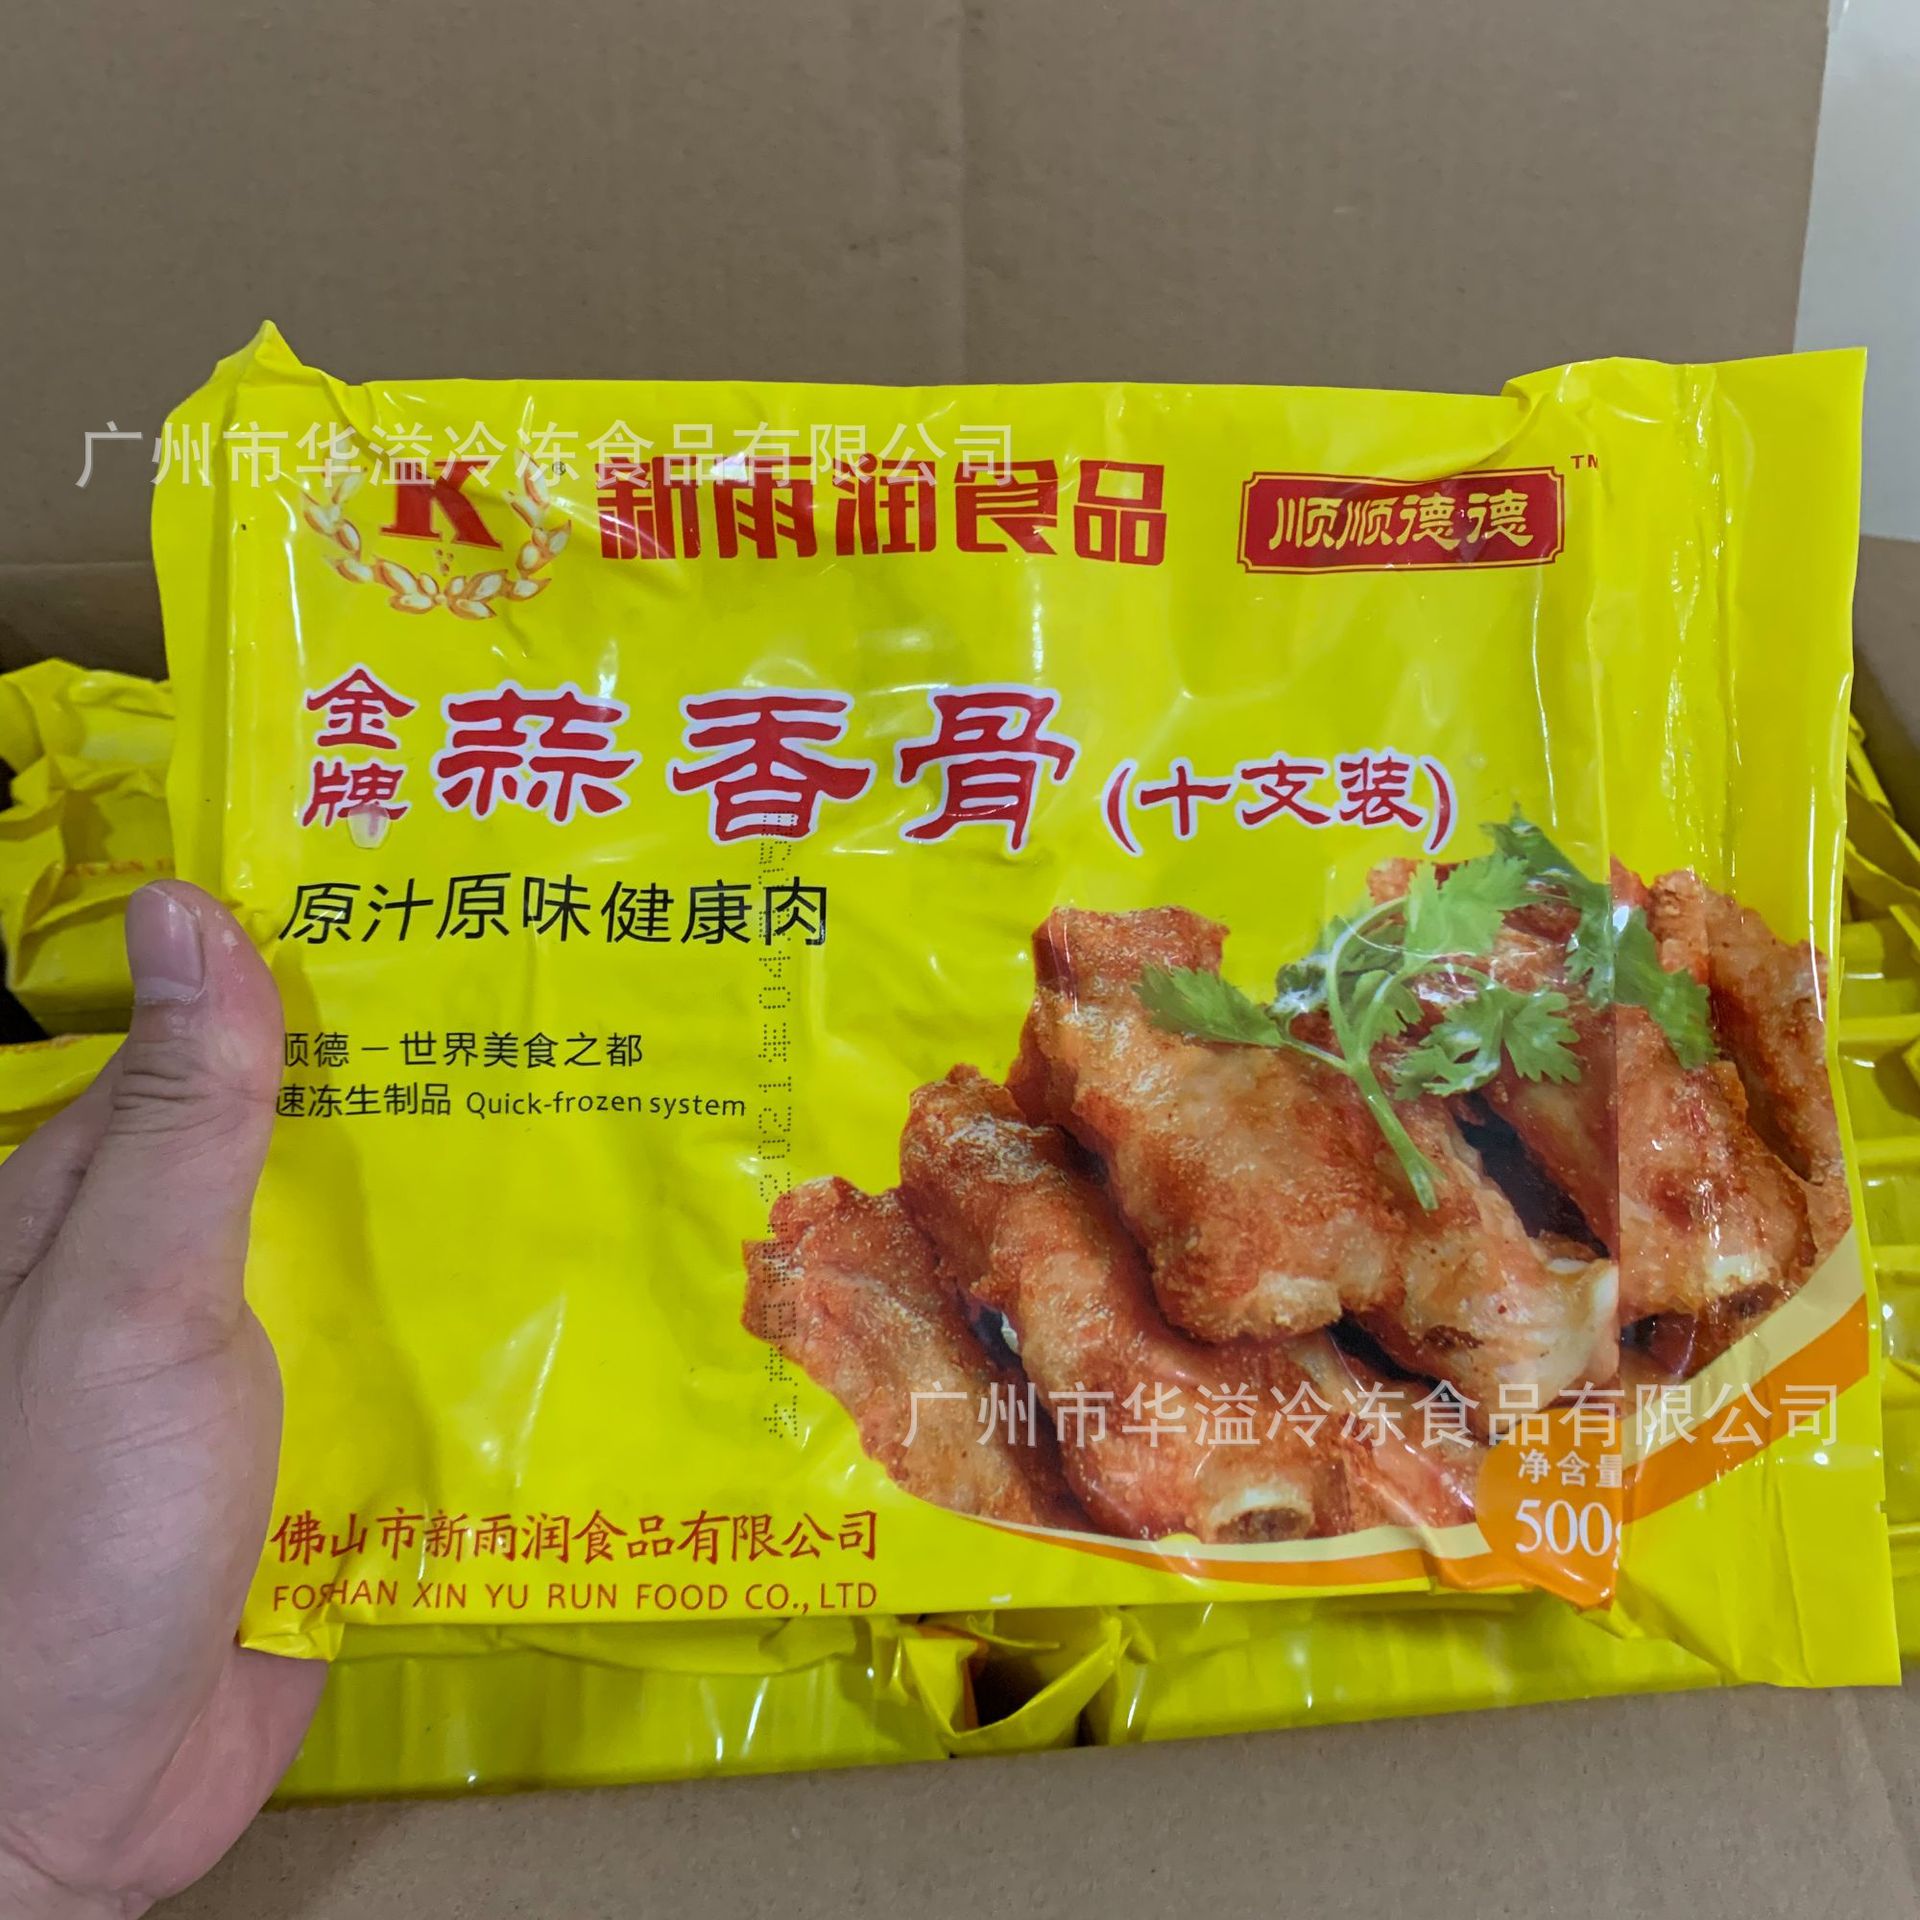 广州市华溢冷冻食品有限公司
K®
新雨润食品
顺顺德德 TM
金牌 蒜香骨 (十支装)
原汁原味健康肉
顺德－世界美食之都
速冻生制品 Quick-frozen system
广州市华溢冷冻食品有限公司
净含量
500g
佛山市新雨润食品有限公司
FOSHAN XIN YU RUN FOOD CO., LTD